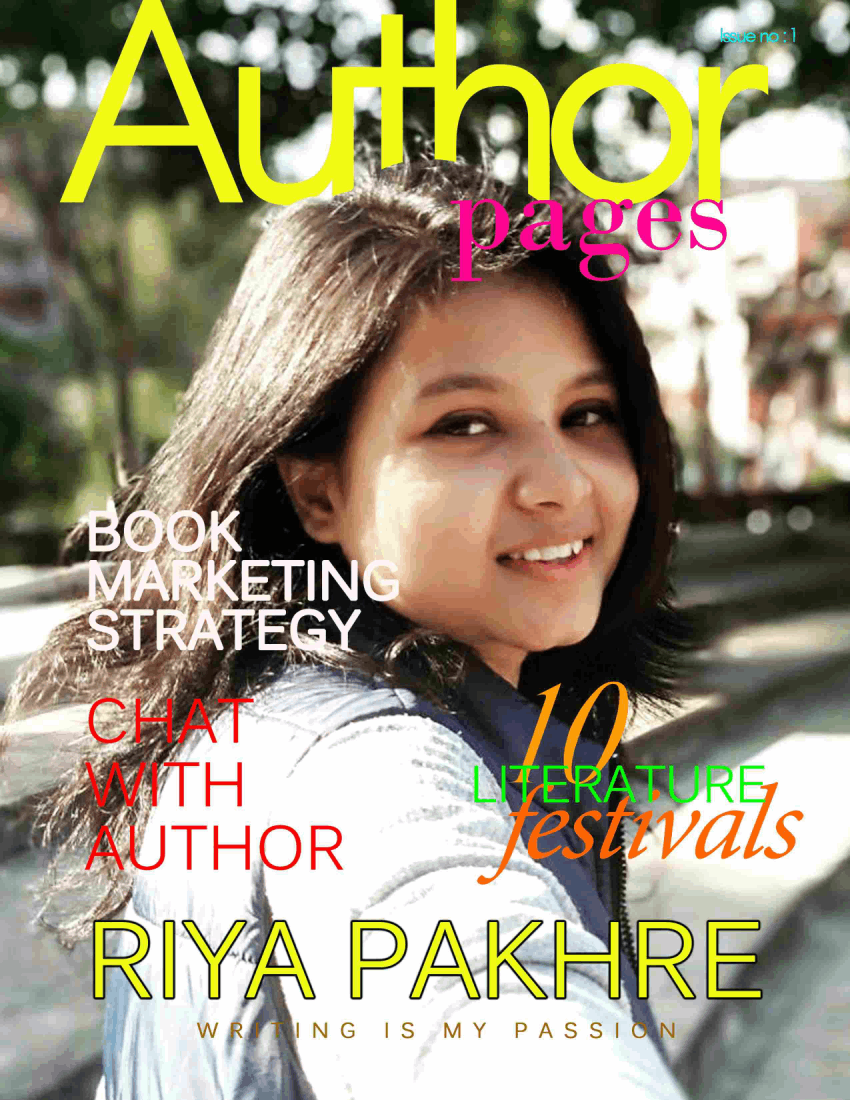 Issue no : 1
Author
pages
BOOK
MARKETING
STRATEGY
CHAT
WITH
AUTHOR
10
LITERATURE
festivals
RIYA PAKHRE
WRITING IS MY PASSION